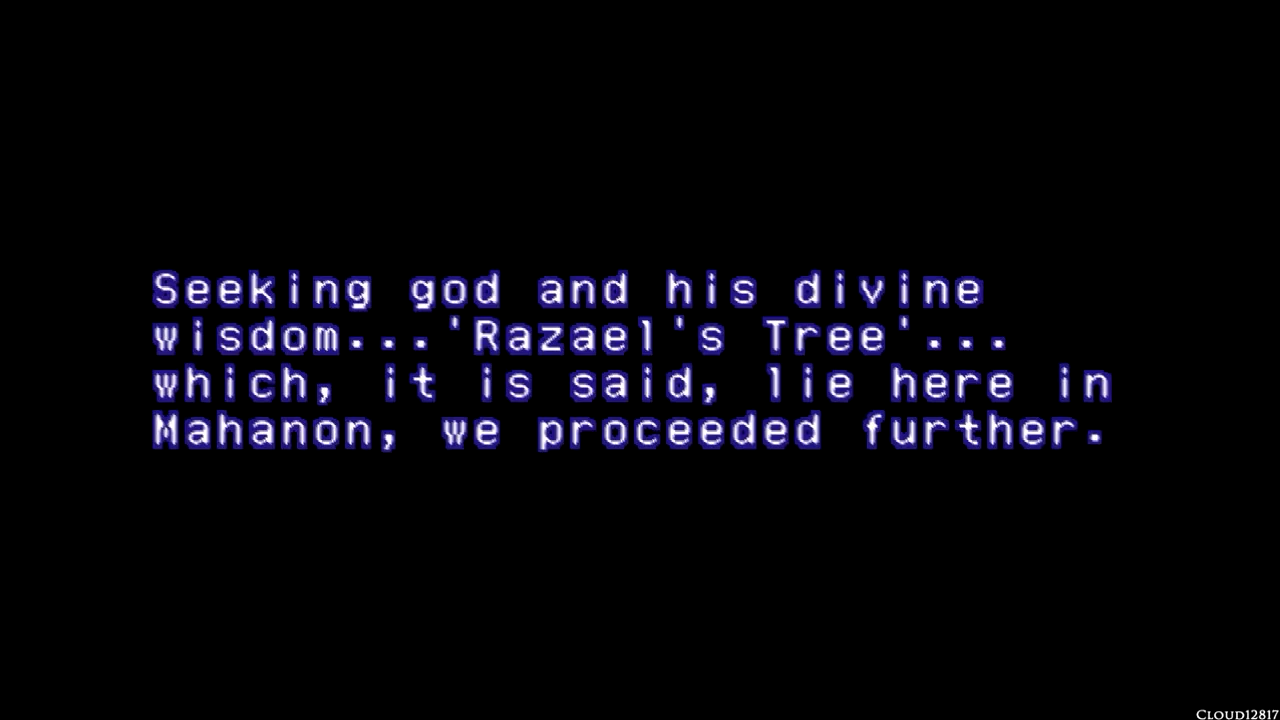 Seeking god and his divine
wisdom...'Razael's Tree'...
which, it is said, lie here in
Mahanon, we proceeded further.
Cloud12817